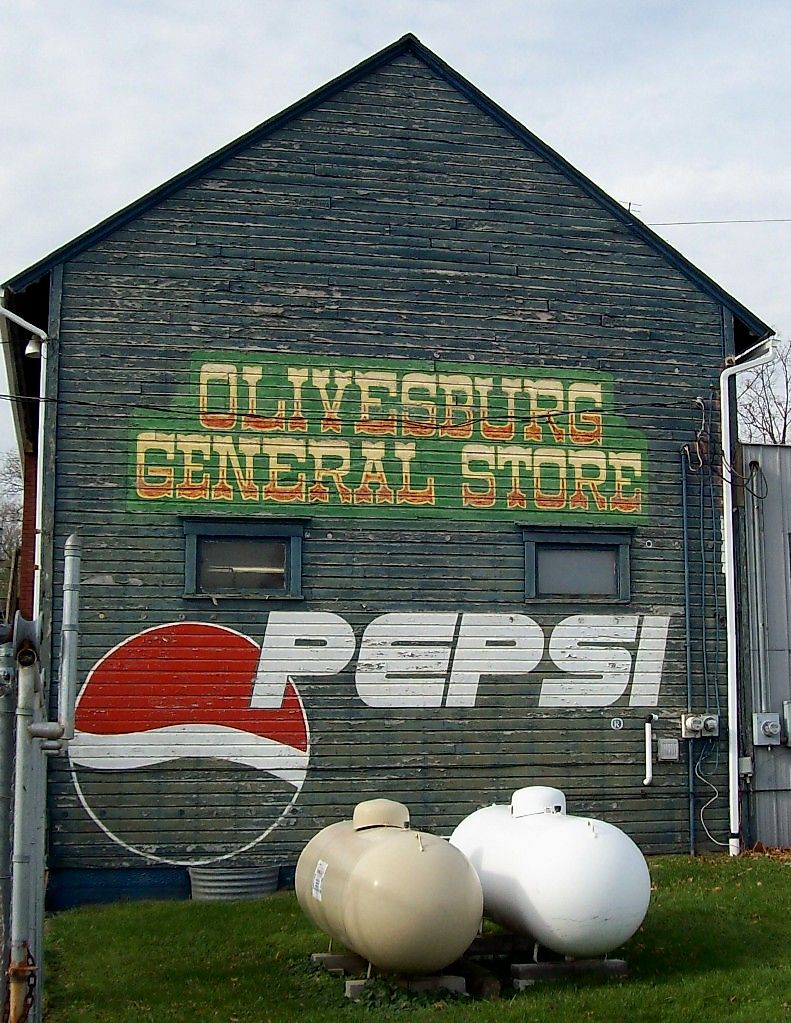 OLIVESBURG
GENERAL STORE
PEPSI
®